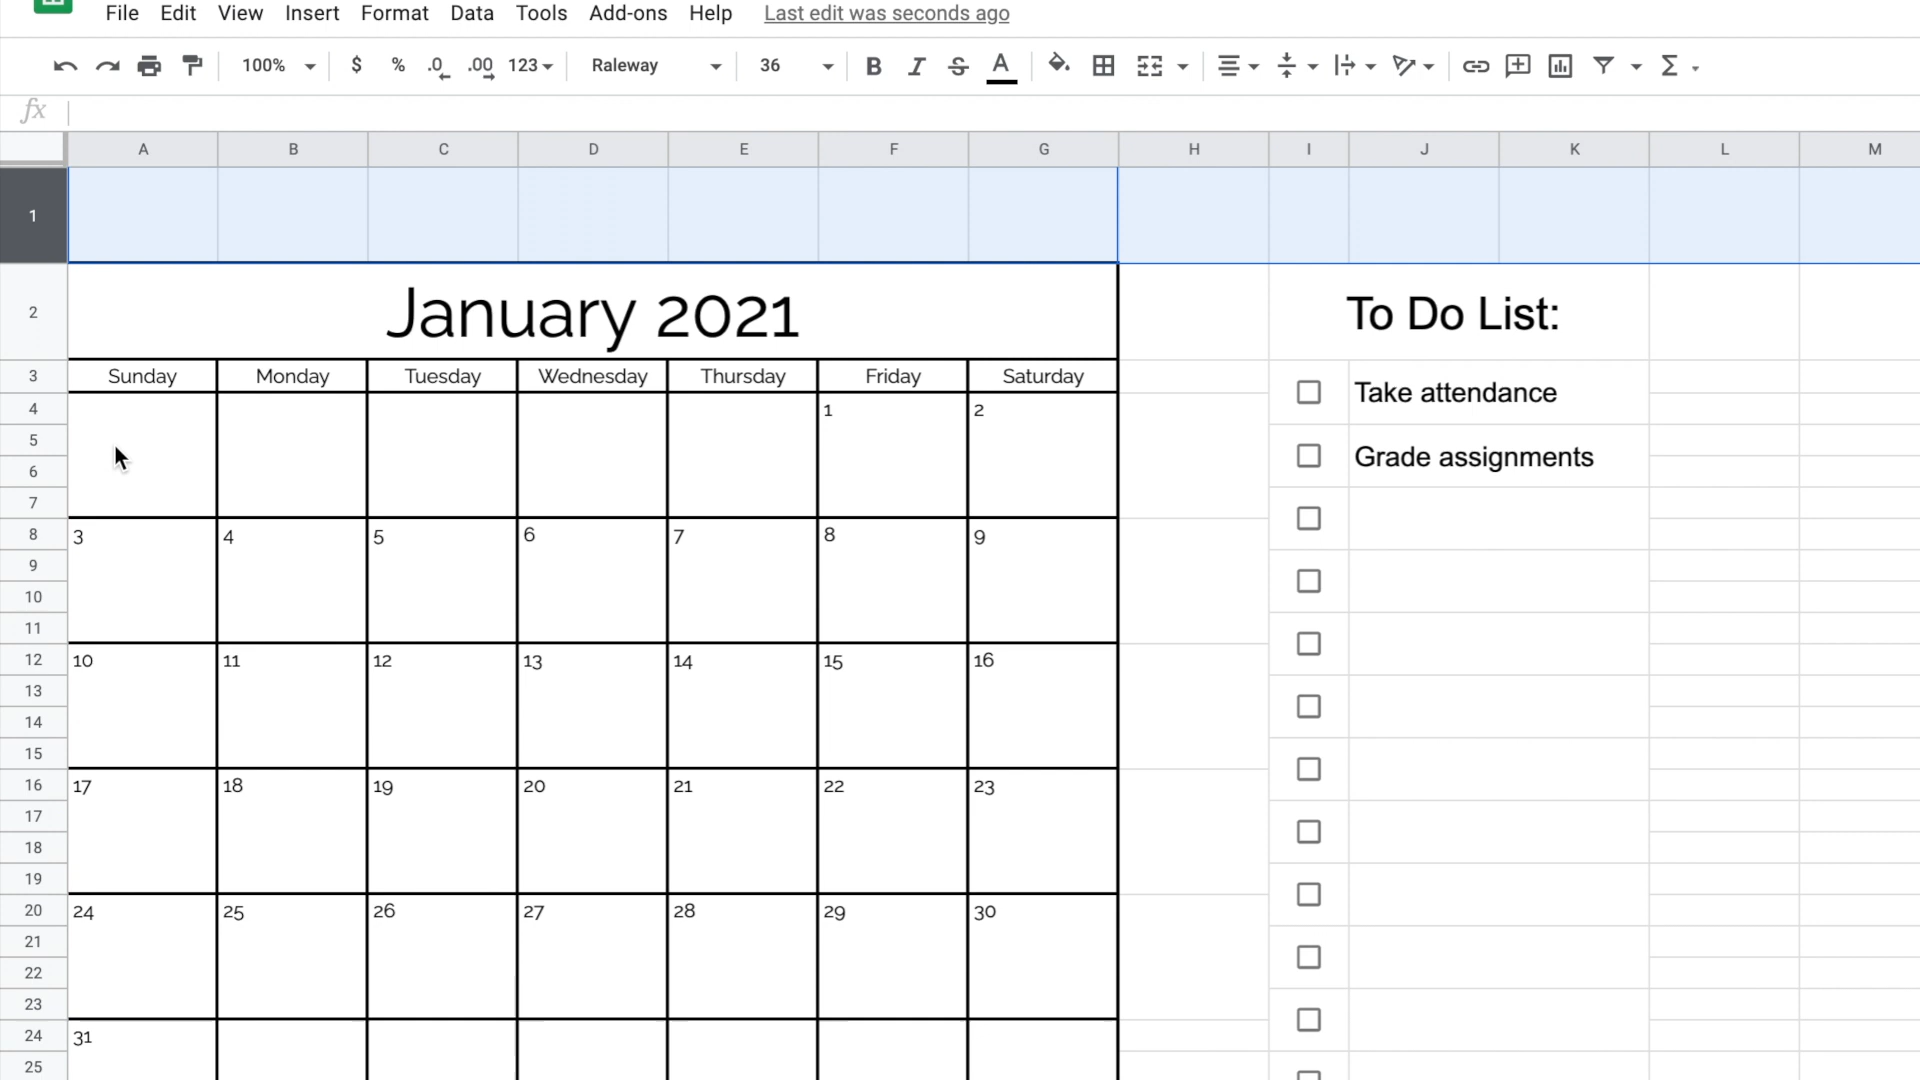 File Edit View Insert Format Data Tools Add-ons Help Last edit was seconds ago
100% $ % .0 .00 123 Raleway 36 B I S A Σ
fx
A B C D E F G H I J K L M
1
2 January 2021 To Do List:
3 Sunday Monday Tuesday Wednesday Thursday Friday Saturday
Take attendance
4 1 2
5
Grade assignments
6
7
8 3 4 5 6 7 8 9
9
10
11
12 10 11 12 13 14 15 16
13
14
15
16 17 18 19 20 21 22 23
17
18
19
20 24 25 26 27 28 29 30
21
22
23
24 31
25